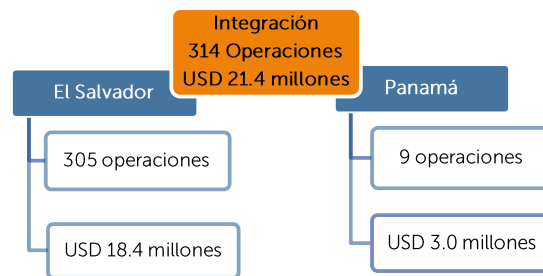 Integración
314 Operaciones
USD 21.4 millones
El Salvador
Panamá
305 operaciones
9 operaciones
USD 18.4 millones
USD 3.0 millones